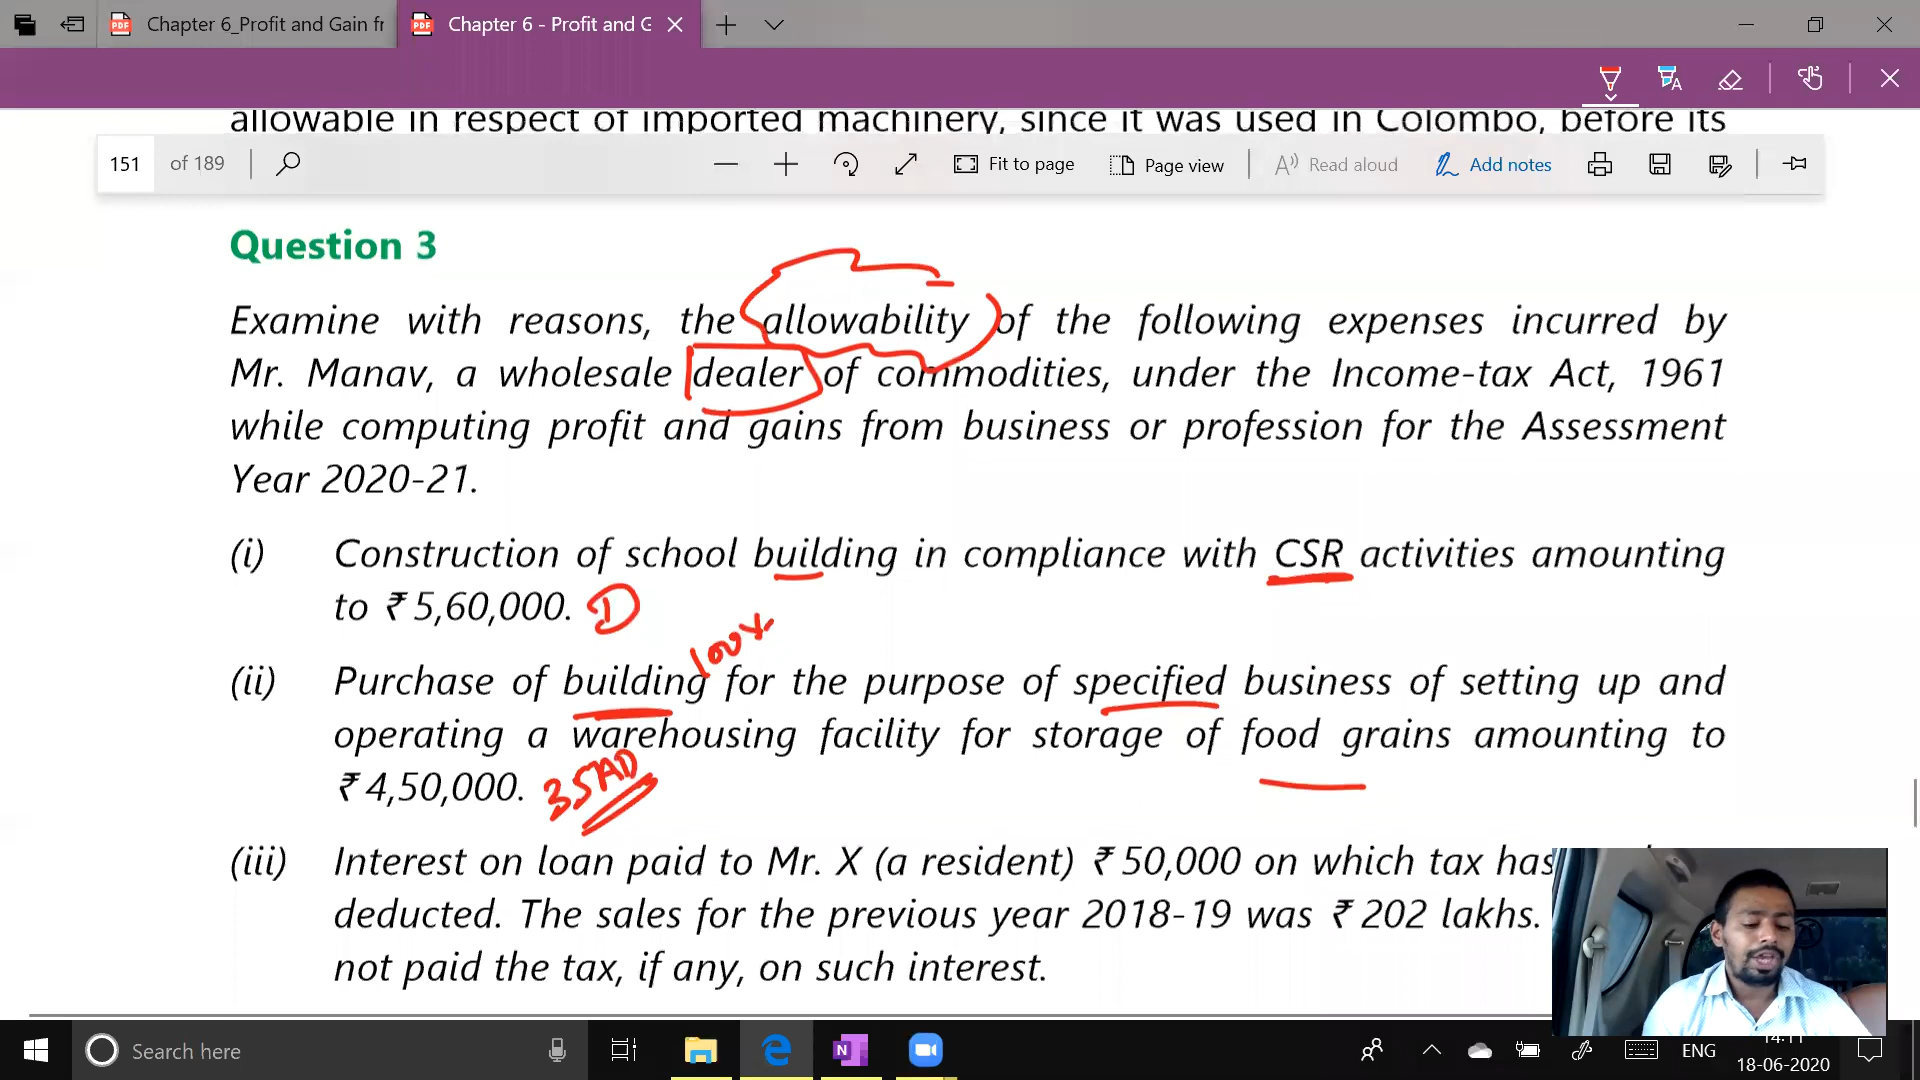 Chapter 6_Profit and Gain fr
Chapter 6 - Profit and G
allowable in respect of imported machinery, since it was used in Colombo, before its
151 of 189
Fit to page
Page view
Read aloud
Add notes
Question 3
Examine with reasons, the allowability of the following expenses incurred by
Mr. Manav, a wholesale dealer of commodities, under the Income-tax Act, 1961
while computing profit and gains from business or profession for the Assessment
Year 2020-21.
(i) Construction of school building in compliance with CSR activities amounting
to ₹ 5,60,000. D
100%
(ii) Purchase of building for the purpose of specified business of setting up and
operating a warehousing facility for storage of food grains amounting to
₹ 4,50,000. 35AD
(iii) Interest on loan paid to Mr. X (a resident) ₹ 50,000 on which tax has
deducted. The sales for the previous year 2018-19 was ₹ 202 lakhs.
not paid the tax, if any, on such interest.
Search here
ENG
14:11
18-06-2020